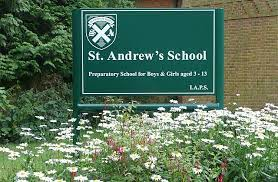 St. Andrew's School
Preparatory School for Boys & Girls aged 3 - 13
I.A.P.S.